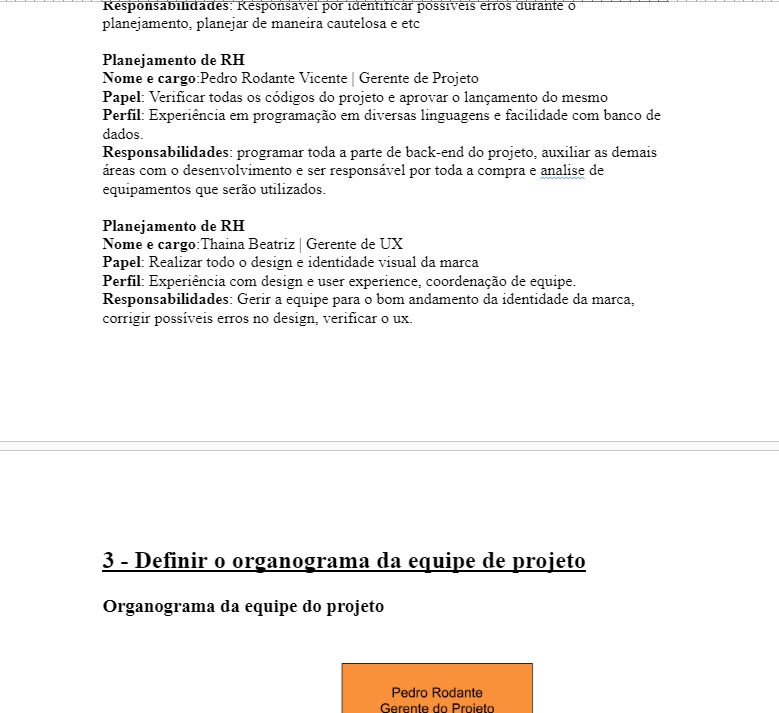 Responsabilidades: Responsável por identificar possíveis erros durante o
planejamento, planejar de maneira cautelosa e etc
Planejamento de RH
Nome e cargo:Pedro Rodante Vicente | Gerente de Projeto
Papel: Verificar todas os códigos do projeto e aprovar o lançamento do mesmo
Perfil: Experiência em programação em diversas linguagens e facilidade com banco de
dados.
Responsabilidades: programar toda a parte de back-end do projeto, auxiliar as demais
áreas com o desenvolvimento e ser responsável por toda a compra e analise de
equipamentos que serão utilizados.
Planejamento de RH
Nome e cargo:Thaina Beatriz | Gerente de UX
Papel: Realizar todo o design e identidade visual da marca
Perfil: Experiência com design e user experience, coordenação de equipe.
Responsabilidades: Gerir a equipe para o bom andamento da identidade da marca,
corrigir possíveis erros no design, verificar o ux.
3 - Definir o organograma da equipe de projeto
Organograma da equipe do projeto
Pedro Rodante
Gerente do Projeto